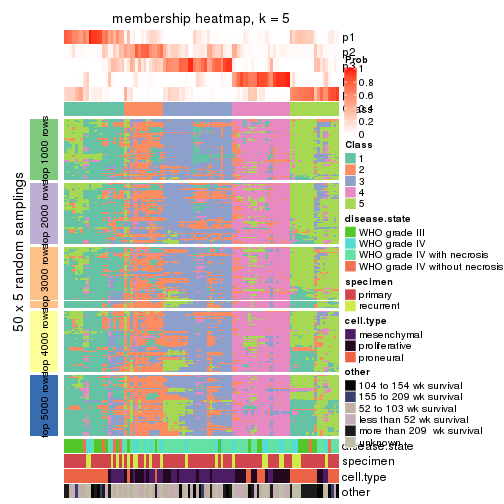 membership heatmap, k = 5
p1
p2
p3
Prob
1
0.8
0.6
0.4
0.2
0
Class
1
2
3
4
5
disease.state
WHO grade III
WHO grade IV
WHO grade IV with necrosis
WHO grade IV without necrosis
specimen
primary
recurrent
cell.type
mesenchymal
proliferative
proneural
other
104 to 154 wk survival
155 to 209 wk survival
52 to 103 wk survival
less than 52 wk survival
more than 209 wk survival
unknown
disease.state
specimen
cell.type
other
50 x 5 random samplings
top 1000 rows
top 2000 rows
top 3000 rows
top 4000 rows
top 5000 rows